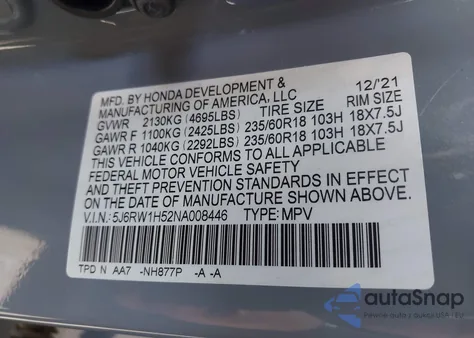 MFD. BY HONDA DEVELOPMENT &
MANUFACTURING OF AMERICA, LLC 12/'21
GVWR 2130KG (4695LBS) TIRE SIZE RIM SIZE
GAWR F 1100KG (2425LBS) 235/60R18 103H 18X7.5J
GAWR R 1040KG (2292LBS) 235/60R18 103H 18X7.5J
THIS VEHICLE CONFORMS TO ALL APPLICABLE
FEDERAL MOTOR VEHICLE SAFETY
STANDARDS IN EFFECT
ON THE DATE OF MANUFACTURE SHOWN ABOVE.
V.I.N.: 5J6RW1H52NA008446 TYPE: MPV
TPD N AA7 -NH877P -A -A
autoSnap